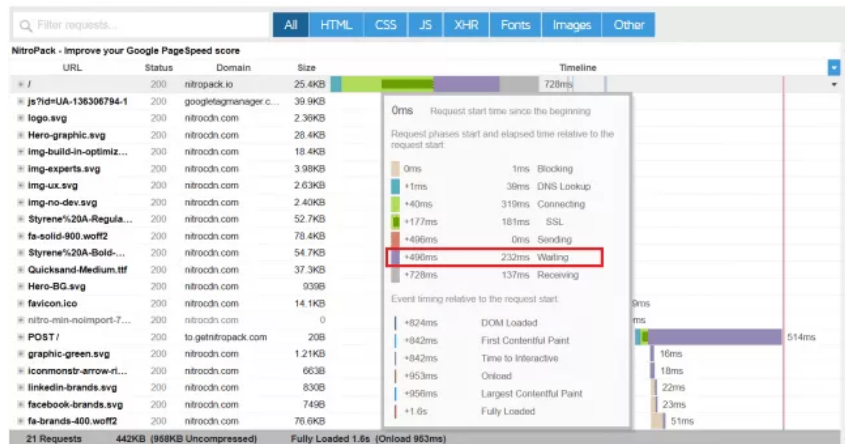 Filter requests...
All HTML CSS JS XHR Fonts Images Other
NitroPack - Improve your Google PageSpeed score
URL Status Domain Size Timeline
/ 200 nitropack.io 25.4KB 728ms
js?id=UA-136306794-1 200 googletagmanager.c... 39.9KB
logo.svg 200 nitrocdn.com 2.36KB
Hero-graphic.svg 200 nitrocdn.com 28.4KB
img-build-in-optimiz... 200 nitrocdn.com 18.4KB
img-experts.svg 200 nitrocdn.com 3.98KB
img-ux.svg 200 nitrocdn.com 2.63KB
img-no-dev.svg 200 nitrocdn.com 2.40KB
Styrene%20A-Regula... 200 nitrocdn.com 52.7KB
fa-solid-900.woff2 200 nitrocdn.com 78.4KB
Styrene%20A-Bold-... 200 nitrocdn.com 54.7KB
Quicksand-Medium.ttf 200 nitrocdn.com 37.3KB
Hero-BG.svg 200 nitrocdn.com 939B
favicon.ico 200 nitrocdn.com 14.1KB
nitro-min-noimport-7... 200 nitrocdn.com 0
POST / 200 to.getnitropack.com 20B 514ms
graphic-green.svg 200 nitrocdn.com 1.21KB 16ms
iconmonstr-arrow-ri... 200 nitrocdn.com 663B 18ms
linkedin-brands.svg 200 nitrocdn.com 830B 22ms
facebook-brands.svg 200 nitrocdn.com 749B 23ms
fa-brands-400.woff2 200 nitrocdn.com 76.6KB 51ms
0ms Request start time since the beginning
Request phases start and elapsed time relative to the
request start
0ms 1ms Blocking
+1ms 39ms DNS Lookup
+40ms 319ms Connecting
+177ms 181ms SSL
+496ms 0ms Sending
+496ms 232ms Waiting
+728ms 137ms Receiving
Event timing relative to the request start
+824ms DOM Loaded
+842ms First Contentful Paint
+842ms Time to Interactive
+953ms Onload
+956ms Largest Contentful Paint
+1.6s Fully Loaded
21 Requests 442KB (958KB Uncompressed) Fully Loaded 1.6s (Onload 953ms)